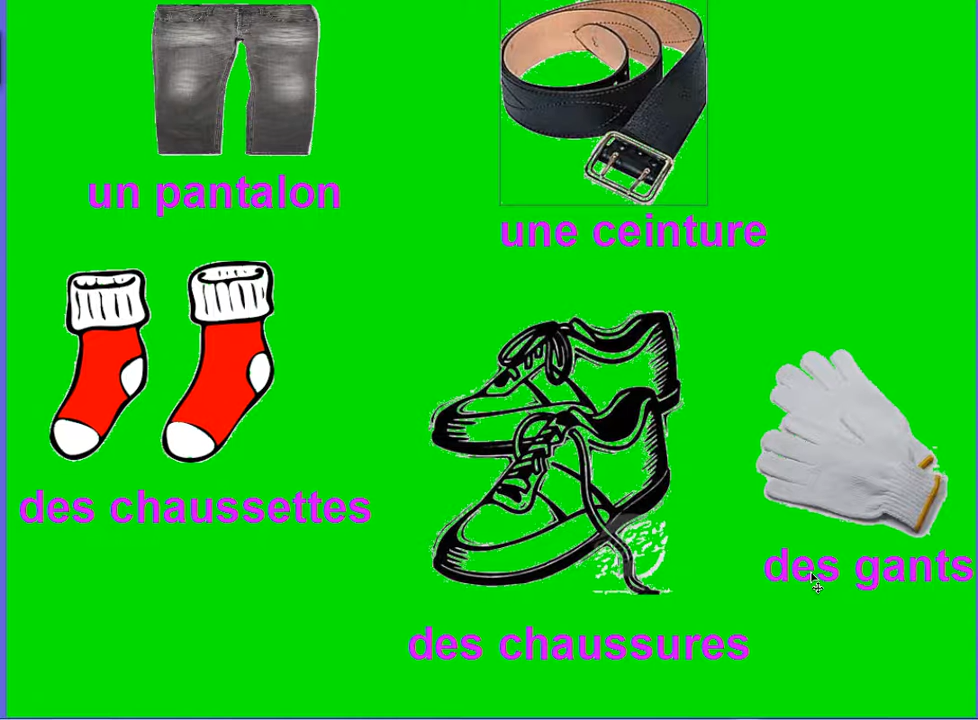 un pantalon
une ceinture
des chaussettes
des gants
des chaussures